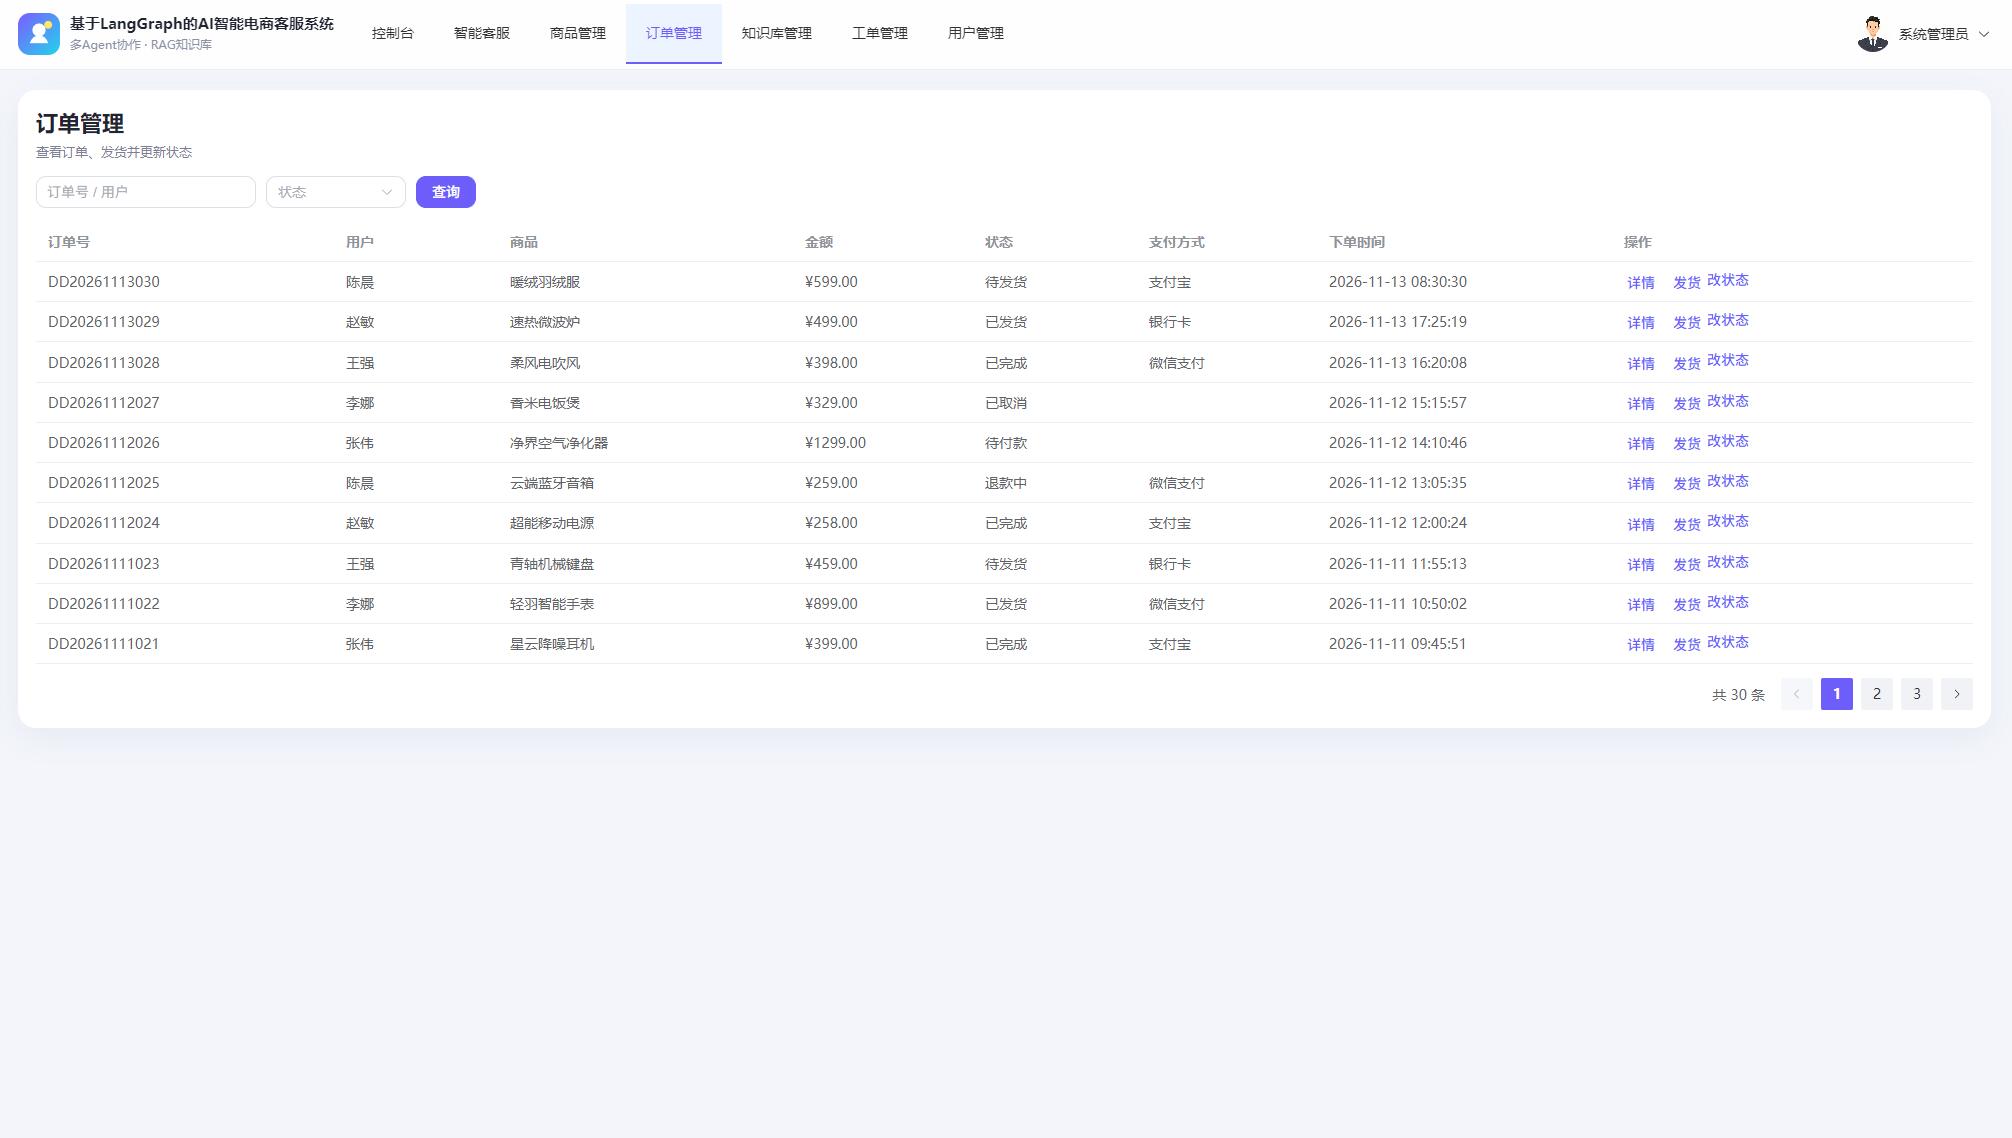 基于LangGraph的AI智能电商客服系统
多Agent协作 · RAG知识库
控制台 智能客服 商品管理 订单管理 知识库管理 工单管理 用户管理
系统管理员
订单管理
查看订单、发货并更新状态
订单号 / 用户 状态 查询
订单号 用户 商品 金额 状态 支付方式 下单时间 操作
DD20261113030 陈晨 暖绒羽绒服 ¥599.00 待发货 支付宝 2026-11-13 08:30:30 详情 发货 改状态
DD20261113029 赵敏 速热微波炉 ¥499.00 已发货 银行卡 2026-11-13 17:25:19 详情 发货 改状态
DD20261113028 王强 柔风电吹风 ¥398.00 已完成 微信支付 2026-11-13 16:20:08 详情 发货 改状态
DD20261112027 李娜 香米电饭煲 ¥329.00 已取消 2026-11-12 15:15:57 详情 发货 改状态
DD20261112026 张伟 净界空气净化器 ¥1299.00 待付款 2026-11-12 14:10:46 详情 发货 改状态
DD20261112025 陈晨 云端蓝牙音箱 ¥259.00 退款中 微信支付 2026-11-12 13:05:35 详情 发货 改状态
DD20261112024 赵敏 超能移动电源 ¥258.00 已完成 支付宝 2026-11-12 12:00:24 详情 发货 改状态
DD20261111023 王强 青轴机械键盘 ¥459.00 待发货 银行卡 2026-11-11 11:55:13 详情 发货 改状态
DD20261111022 李娜 轻羽智能手表 ¥899.00 已发货 微信支付 2026-11-11 10:50:02 详情 发货 改状态
DD20261111021 张伟 星云降噪耳机 ¥399.00 已完成 支付宝 2026-11-11 09:45:51 详情 发货 改状态
共 30 条 1 2 3